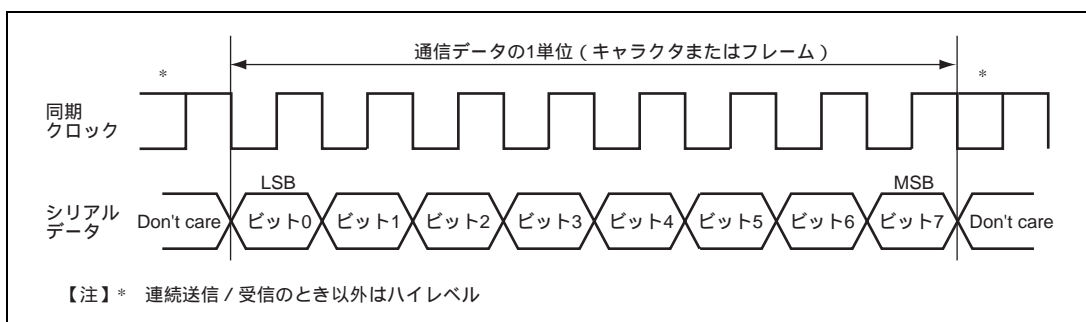 通信データの1単位（キャラクタまたはフレーム）
* *
同期
クロック
LSB MSB
シリアル
データ
Don't care ビット0 ビット1 ビット2 ビット3 ビット4 ビット5 ビット6 ビット7 Don't care
【注】* 連続送信 / 受信のとき以外はハイレベル